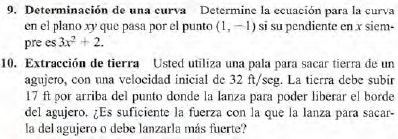 9. Determinación de una curva Determine la ecuación para la curva
en el plano xy que pasa por el punto (1, −1) si su pendiente en x siem-
pre es 3x² + 2.
10. Extracción de tierra Usted utiliza una pala para sacar tierra de un
agujero, con una velocidad inicial de 32 ft/seg. La tierra debe subir
17 ft por arriba del punto donde la lanza para poder liberar el borde
del agujero. ¿Es suficiente la fuerza con la que la lanza para sacar-
la del agujero o debe lanzarla más fuerte?